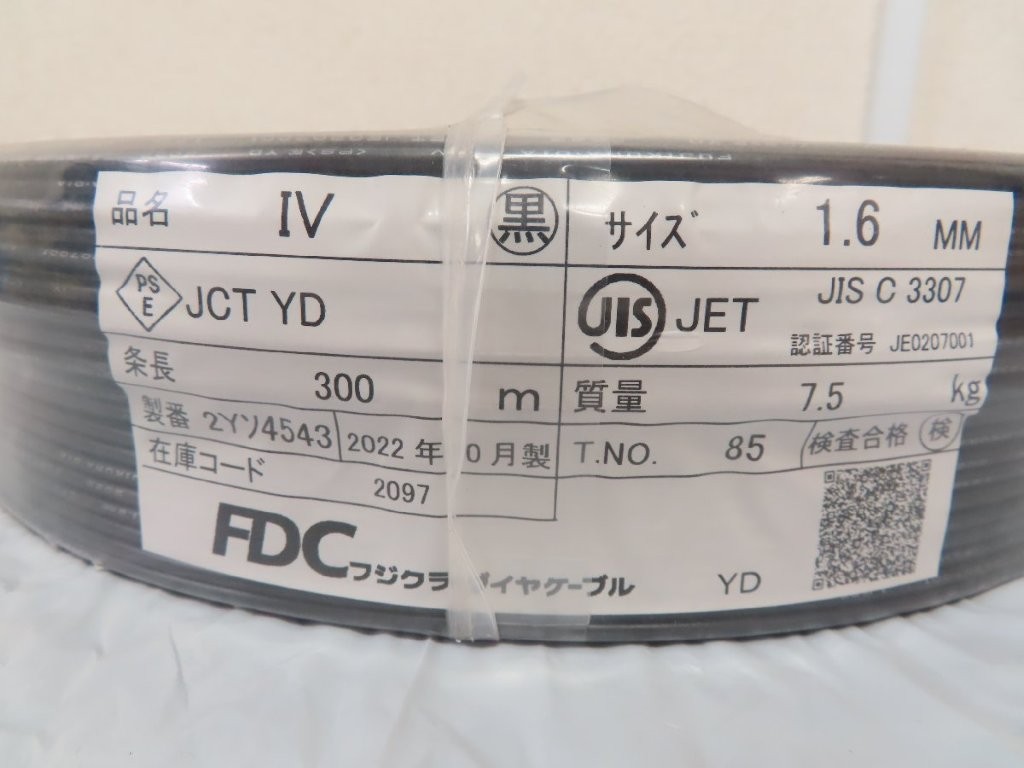 品名 IV 黒 サイズ 1.6 MM
PS E JCT YD JIS JET JIS C 3307
認証番号 JE0207001
条長 300 m 質量 7.5 kg
製番 2Yソ4543 2022 年 0 月製 T.NO. 85 検査合格 検
在庫コード
2097
FDC フジクラ ダイヤケーブル YD